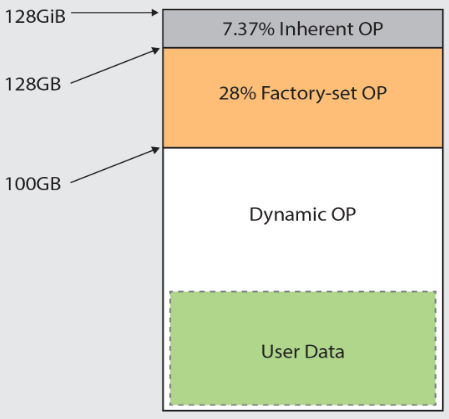 128GiB
7.37% Inherent OP
128GB
28% Factory-set OP
100GB
Dynamic OP
User Data